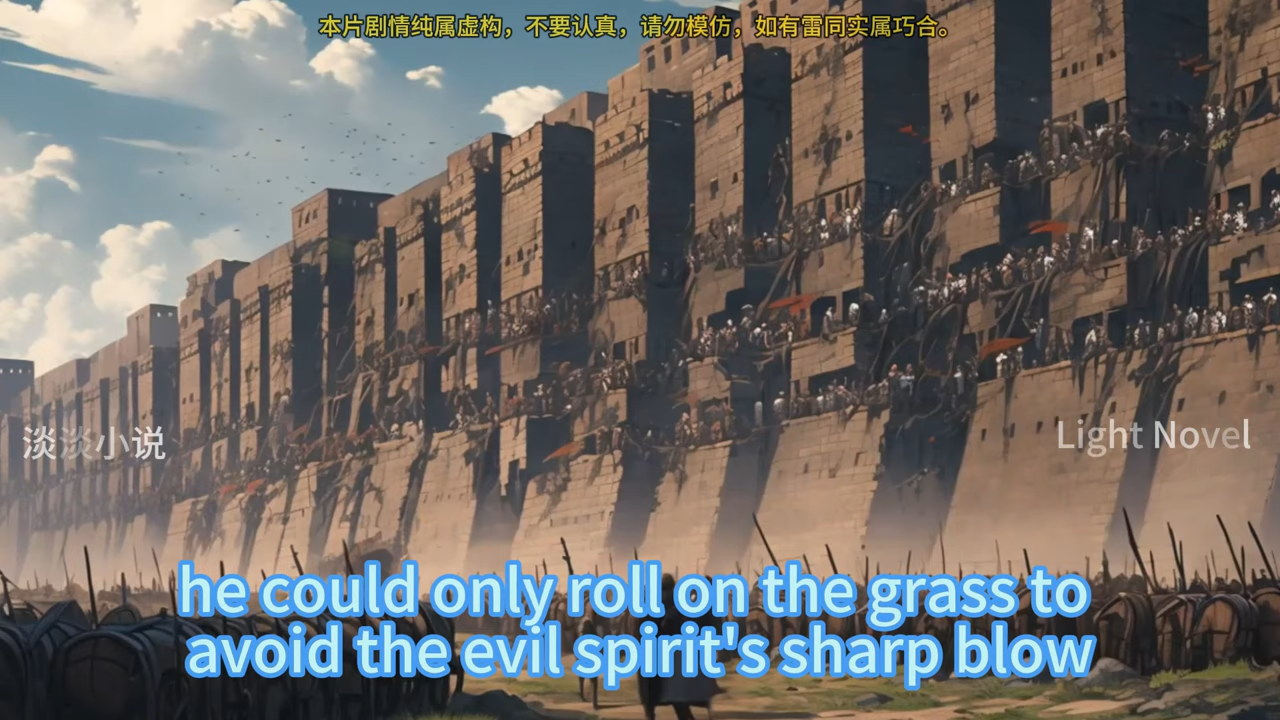 本片剧情纯属虚构，不要认真，请勿模仿，如有雷同实属巧合。
淡淡小说
Light Novel
he could only roll on the grass to
avoid the evil spirit's sharp blow